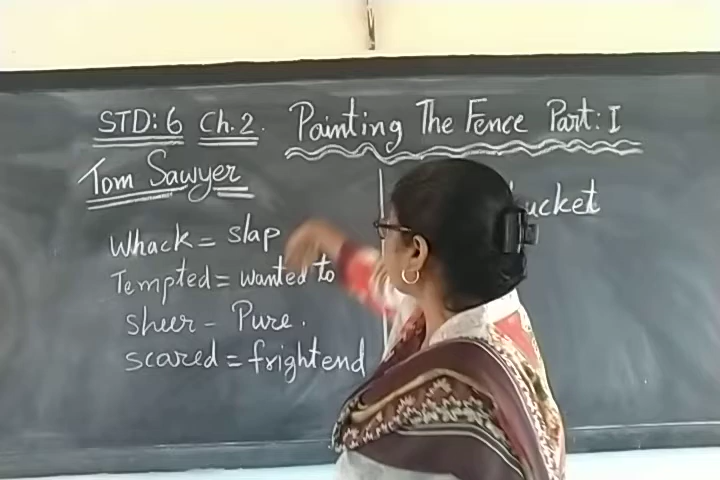 STD: 6 Ch. 2. Painting The Fence Part: I
Tom Sawyer
Whack = slap
Tempted = wanted to
sheer - Pure.
scared = frightend